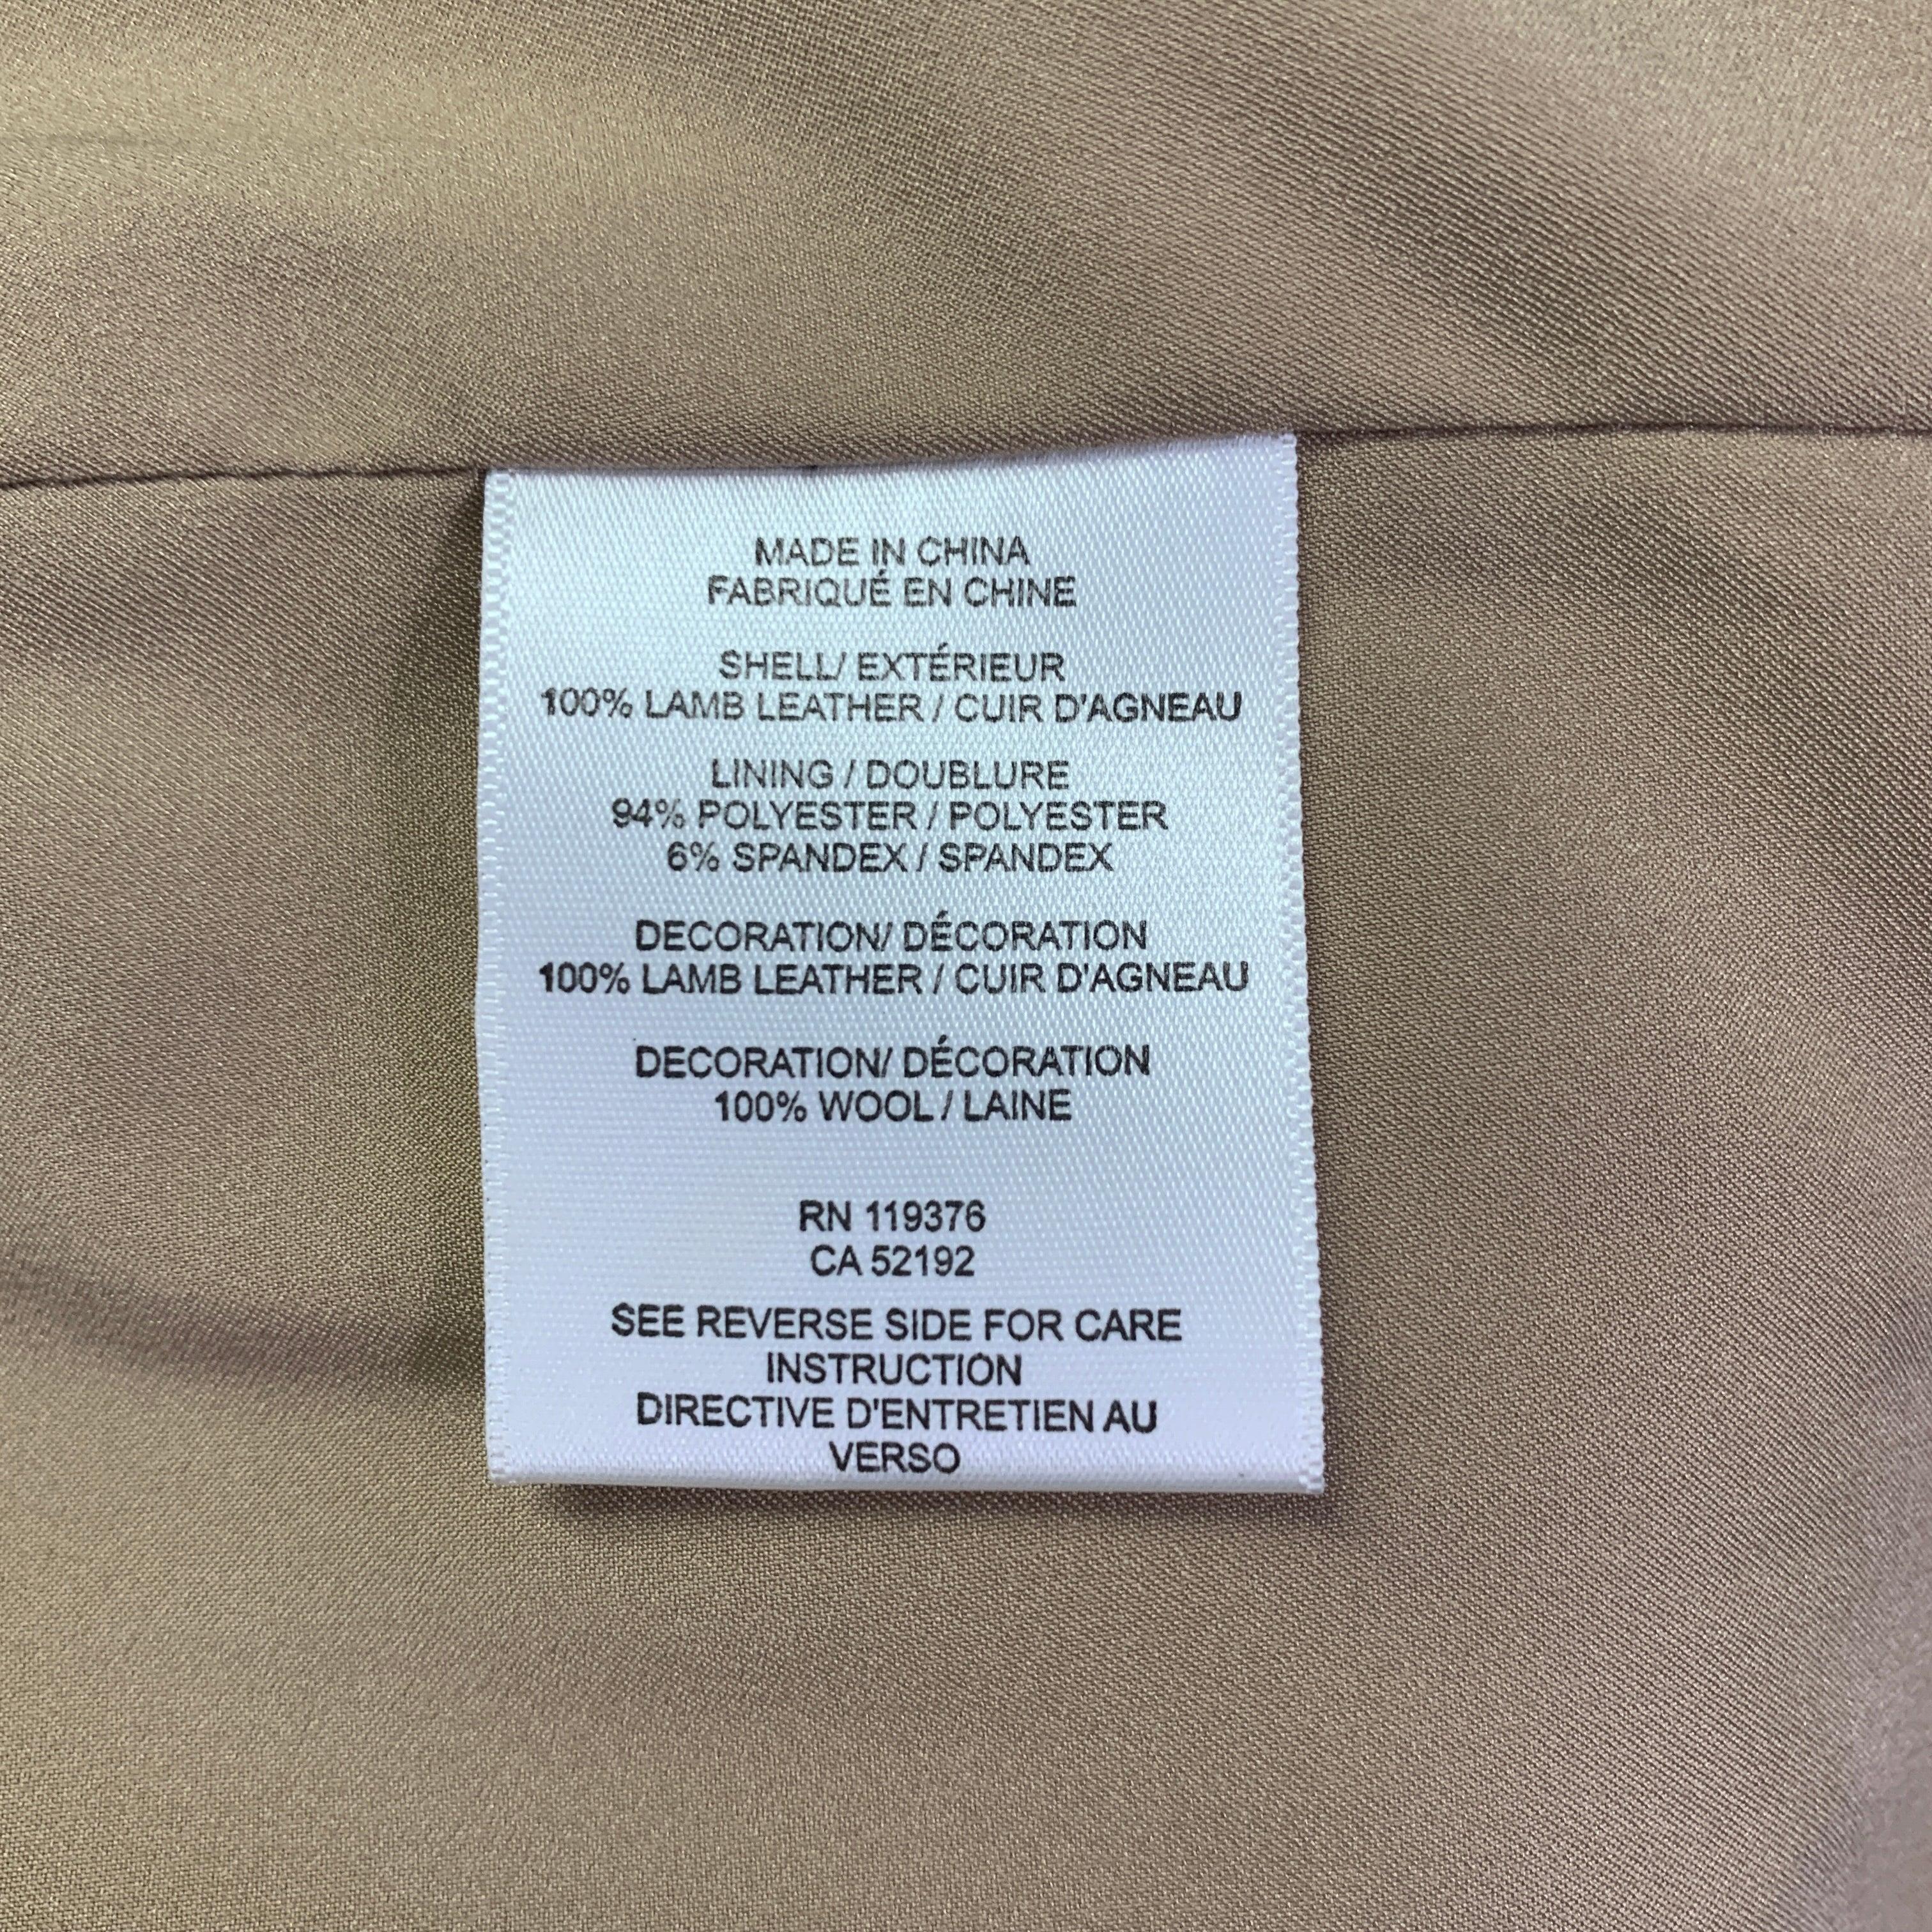 MADE IN CHINA
FABRIQUÉ EN CHINE
SHELL/ EXTÉRIEUR
100% LAMB LEATHER / CUIR D'AGNEAU
LINING / DOUBLURE
94% POLYESTER / POLYESTER
6% SPANDEX / SPANDEX
DECORATION/ DÉCORATION
100% LAMB LEATHER / CUIR D'AGNEAU
DECORATION/ DÉCORATION
100% WOOL / LAINE
RN 119376
CA 52192
SEE REVERSE SIDE FOR CARE
INSTRUCTION
DIRECTIVE D'ENTRETIEN AU
VERSO